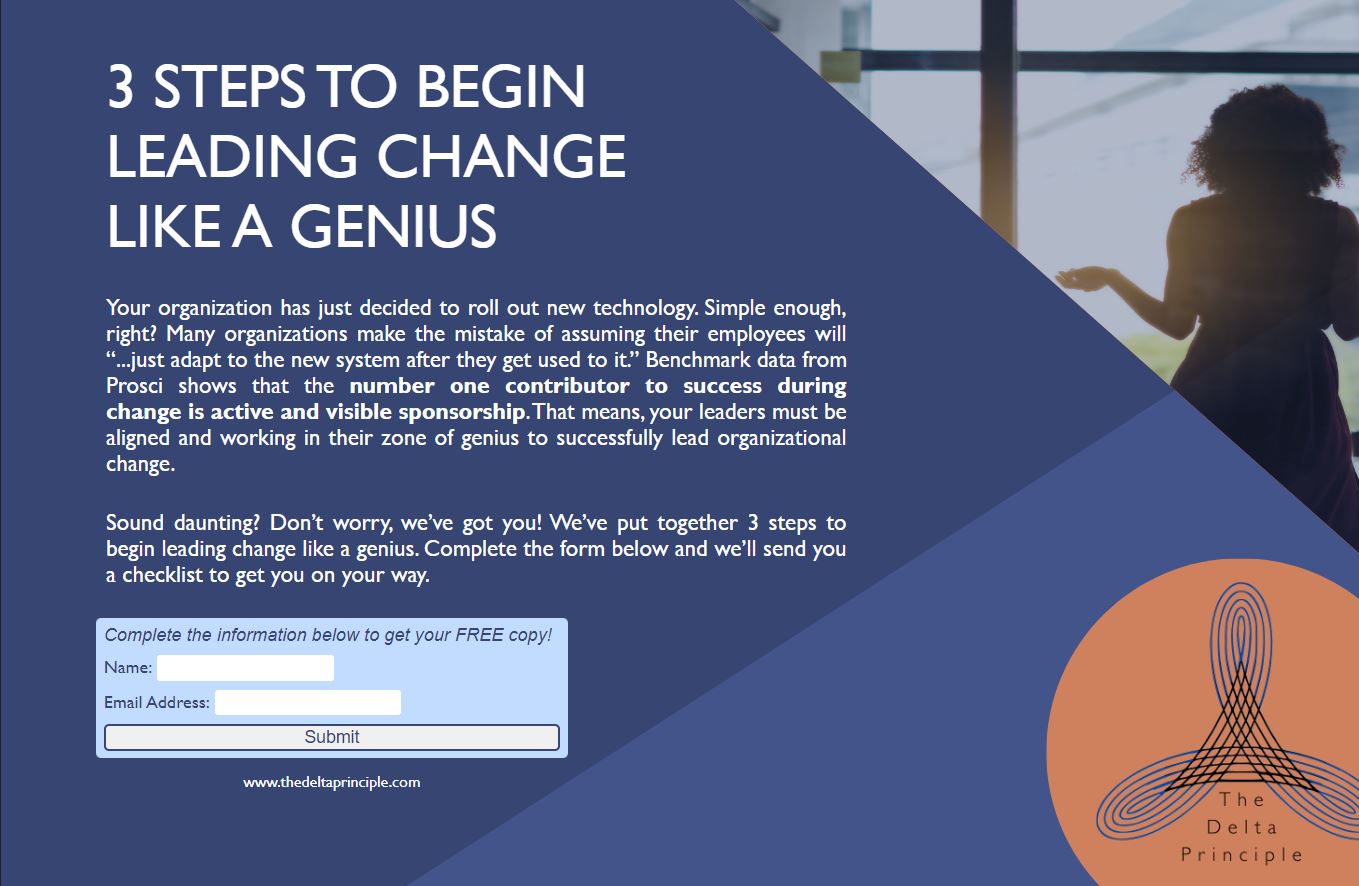 3 STEPS TO BEGIN
LEADING CHANGE
LIKE A GENIUS
Your organization has just decided to roll out new technology. Simple enough,
right? Many organizations make the mistake of assuming their employees will
“...just adapt to the new system after they get used to it.” Benchmark data from
Prosci shows that the number one contributor to success during
change is active and visible sponsorship. That means, your leaders must be
aligned and working in their zone of genius to successfully lead organizational
change.
Sound daunting? Don’t worry, we’ve got you! We’ve put together 3 steps to
begin leading change like a genius. Complete the form below and we’ll send you
a checklist to get you on your way.
Complete the information below to get your FREE copy!
Name:
Email Address:
Submit
www.thedeltaprinciple.com
The
Delta
Principle